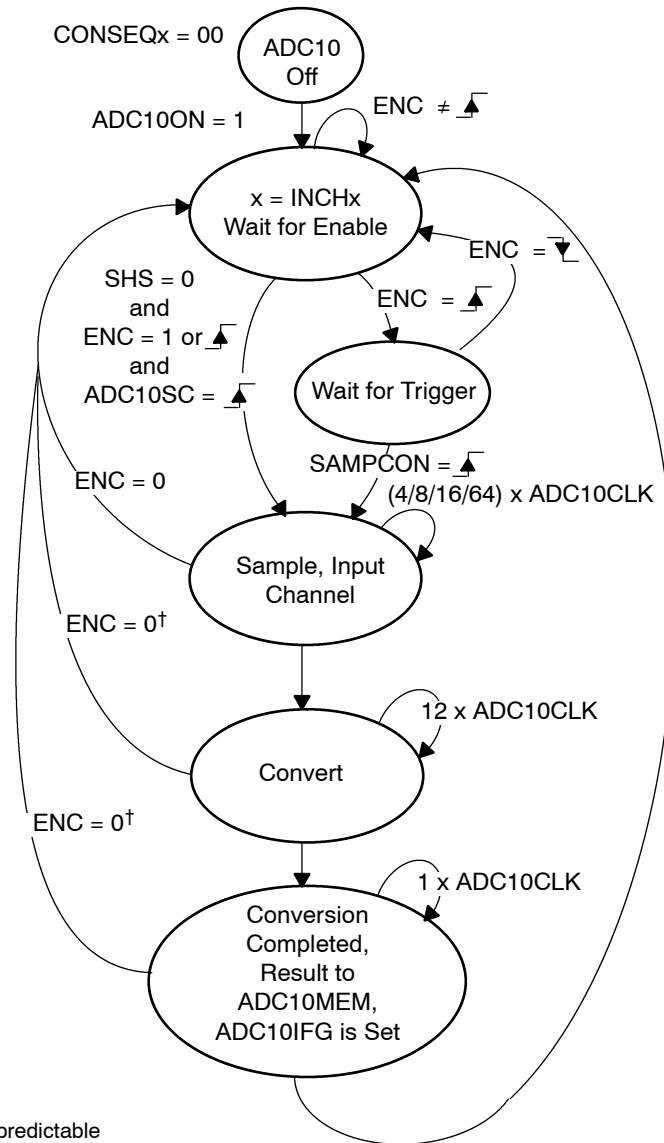 CONSEQx = 00
ADC10
Off
ADC10ON = 1
ENC ≠
x = INCHx
Wait for Enable
ENC =
SHS = 0
and
ENC = 1 or
and
ADC10SC =
ENC =
Wait for Trigger
SAMPCON =
(4/8/16/64) x ADC10CLK
ENC = 0
Sample, Input
Channel
ENC = 0†
12 x ADC10CLK
Convert
ENC = 0†
1 x ADC10CLK
Conversion
Completed,
Result to
ADC10MEM,
ADC10IFG is Set